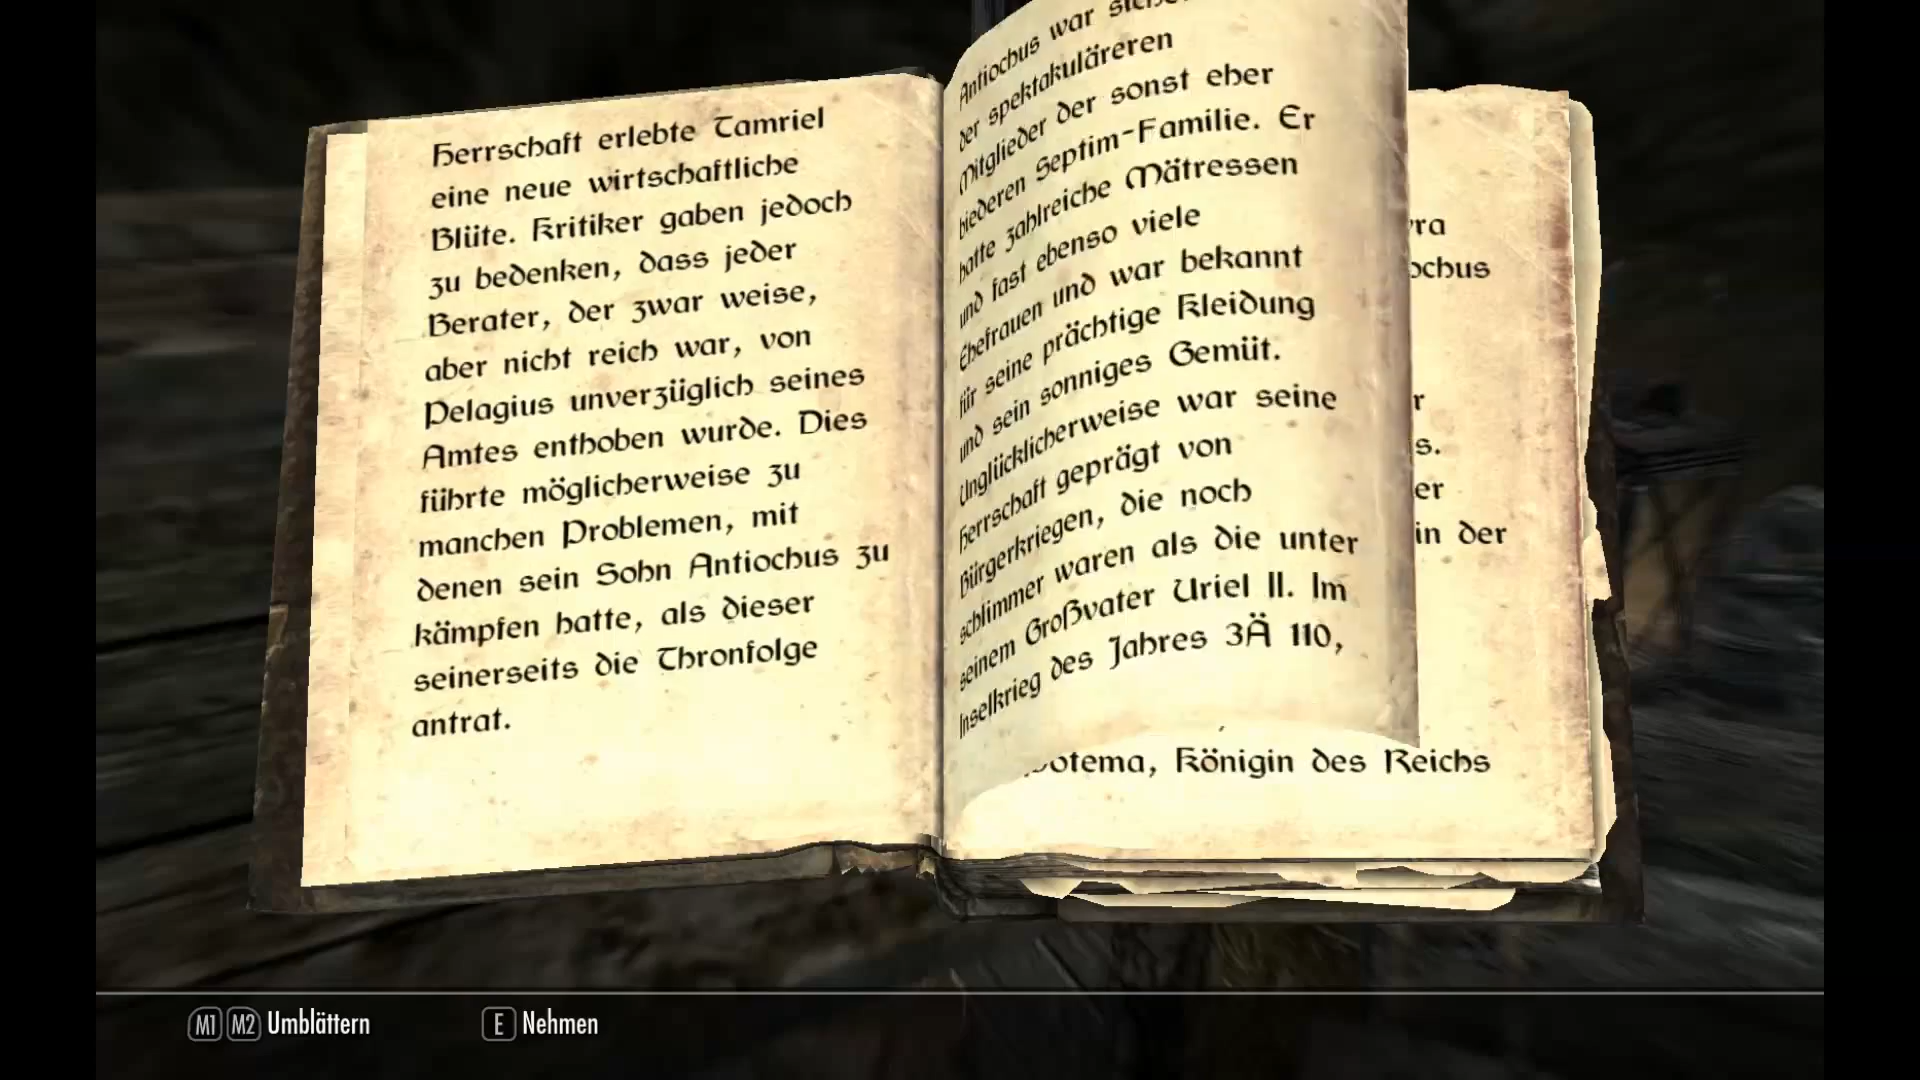 Herrschaft erlebte Tamriel
eine neue wirtschaftliche
Blüte. Kritiker gaben jedoch
zu bedenken, dass jeder
Berater, der zwar weise,
aber nicht reich war, von
Pelagius unverzüglich seines
Amtes enthoben wurde. Dies
führte möglicherweise zu
manchen Problemen, mit
denen sein Sohn Antiochus zu
kämpfen hatte, als dieser
seinerseits die Thronfolge
antrat.
Antiochus war
der spektakuläreren
Mitglieder der sonst eher
biederen Septim-Familie. Er
hatte zahlreiche Mätressen
und fast ebenso viele
Ehefrauen und war bekannt
für seine prächtige Kleidung
und sein sonniges Gemüt.
Unglücklicherweise war seine
Herrschaft geprägt von
Bürgerkriegen, die noch
schlimmer waren als die unter
seinem Großvater Uriel II. Im
Inselkrieg des Jahres 3Ä 110,
in der
Königin des Reichs
M1 M2 Umblättern
E Nehmen